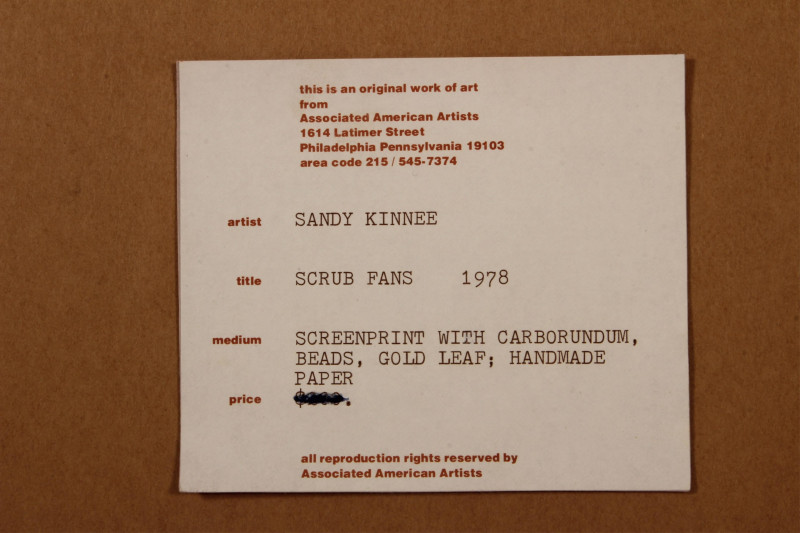 this is an original work of art
from
Associated American Artists
1614 Latimer Street
Philadelphia Pennsylvania 19103
area code 215 / 545-7374
artist SANDY KINNEE
title SCRUB FANS 1978
medium SCREENPRINT WITH CARBORUNDUM,
BEADS, GOLD LEAF; HANDMADE
PAPER
price
all reproduction rights reserved by
Associated American Artists